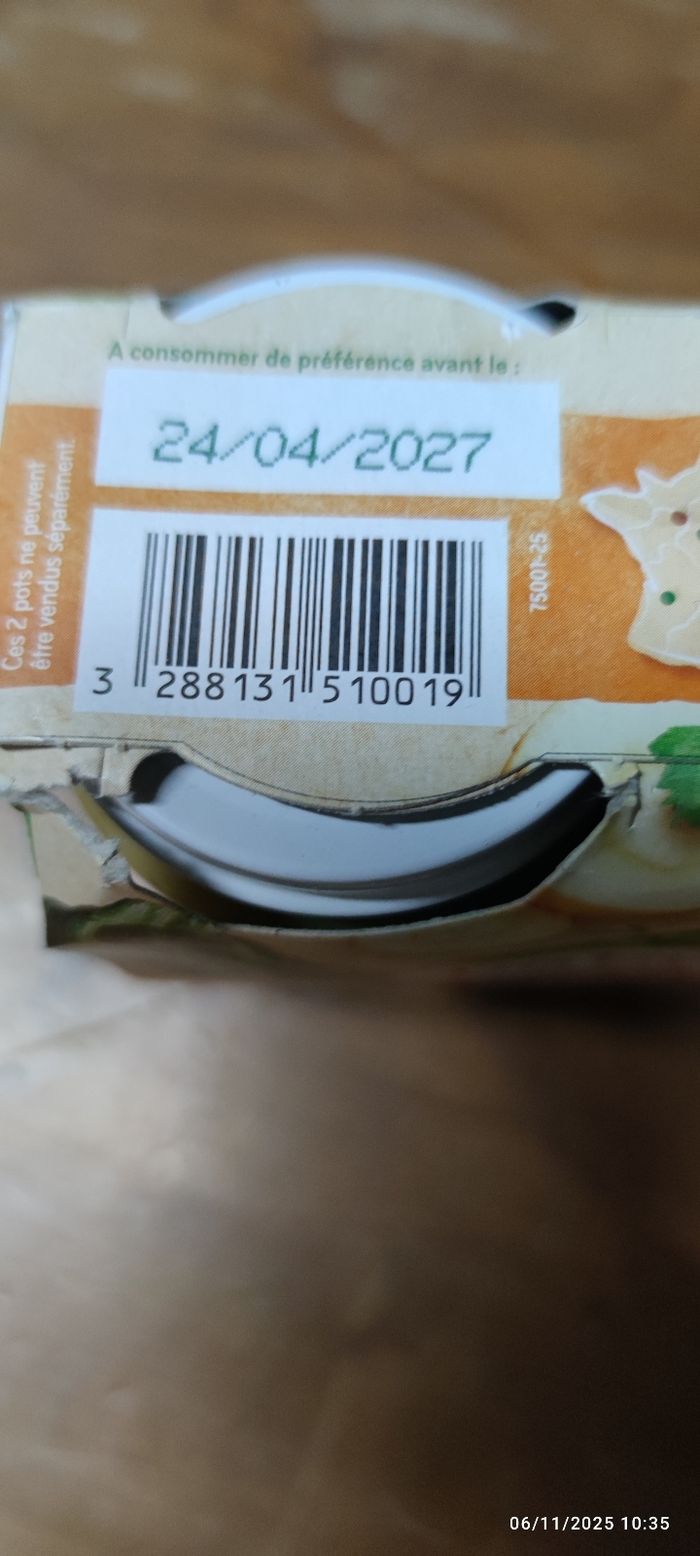 A consommer de préférence avant le :
24/04/2027
Ces 2 pots ne peuvent
être vendus séparément.
75001-25
3 288131 510019
06/11/2025 10:35